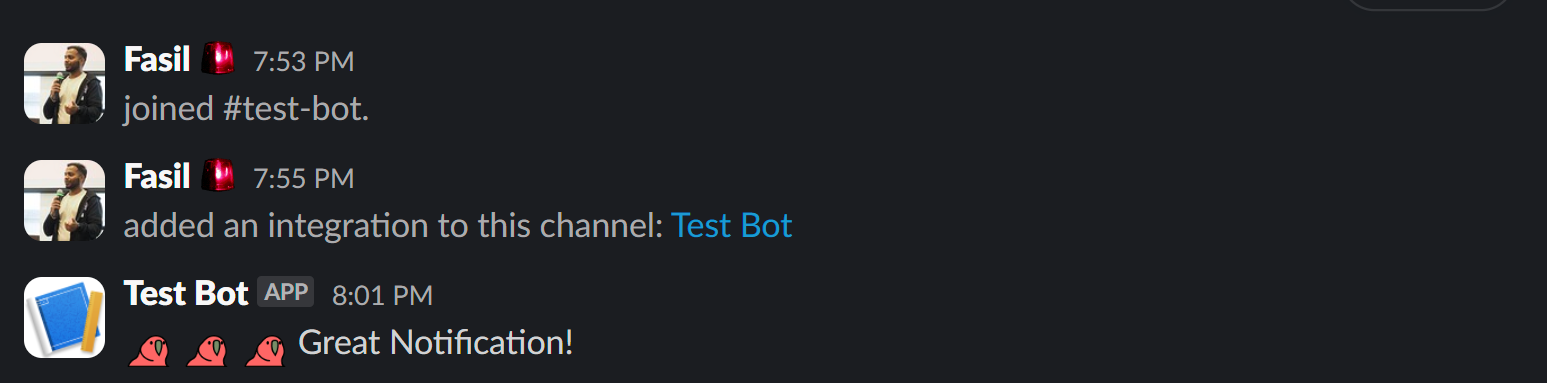 Fasil 7:53 PM
joined #test-bot.
Fasil 7:55 PM
added an integration to this channel: Test Bot
Test Bot APP 8:01 PM
Great Notification!